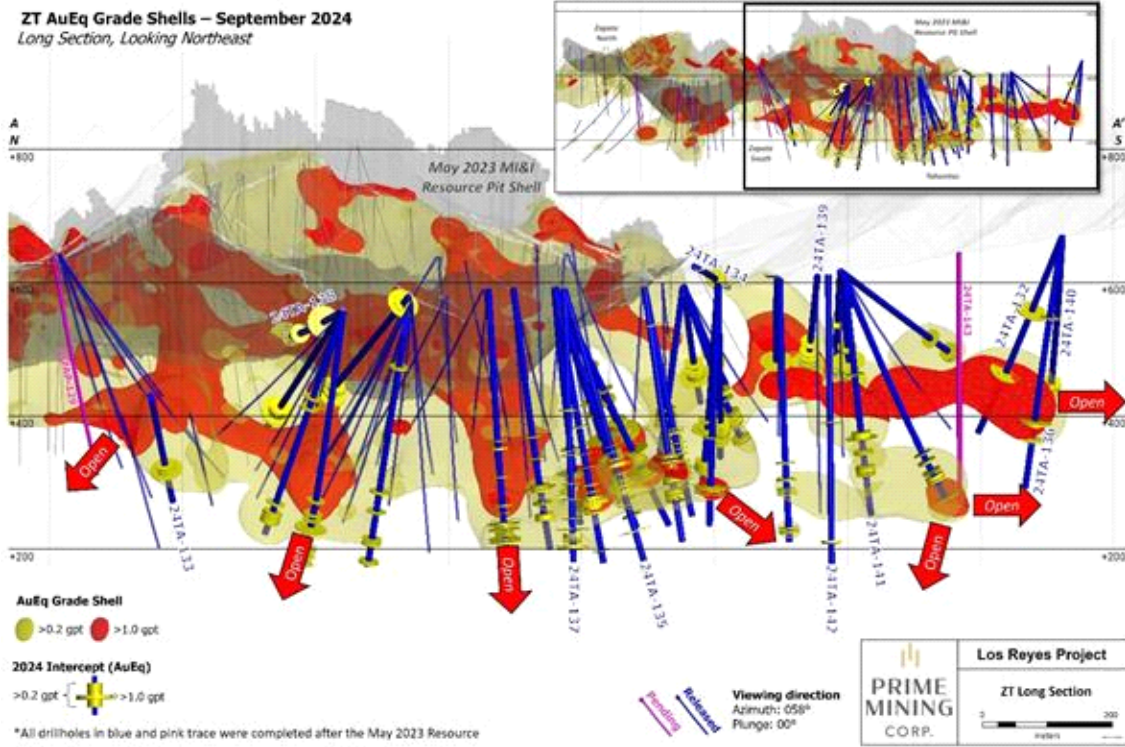 ZT AuEq Grade Shells – September 2024
Long Section, Looking Northeast
Zapote
North
May 2023 MI&I
Resource Pit Shell
Zapote
South
Tahonitas
A
N
A'
S
+800
+800
May 2023 MI&I
Resource Pit Shell
24TA-139
24TA-134
+600
+600
24TA-138
24TA-143
24TA-132
24TA-140
Open
+400
+400
Open
24TA-136
Open
Open
24TA-133
Open
Open
Open
+200
+200
24TA-137
24TA-135
24TA-142
24TA-141
AuEq Grade Shell
>0.2 gpt
>1.0 gpt
2024 Intercept (AuEq)
>0.2 gpt
>1.0 gpt
*All drillholes in blue and pink trace were completed after the May 2023 Resource
Pending
Released
Viewing direction
Azimuth: 058°
Plunge: 00°
PRIME
MINING
CORP.
Los Reyes Project
ZT Long Section
0
200
meters